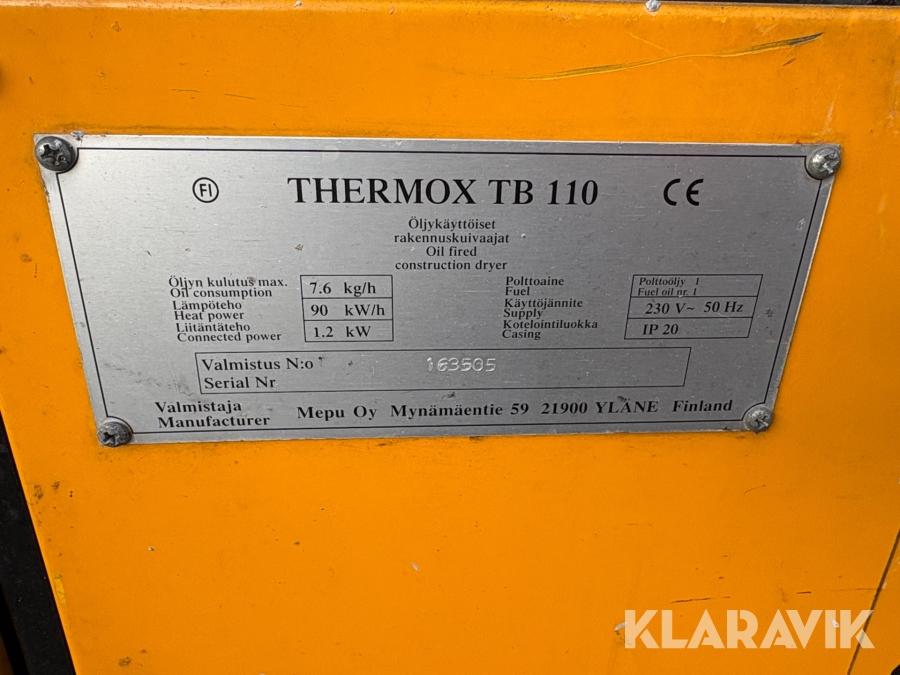 FI THERMOX TB 110 CE
Öljykäyttöiset
rakennuskuivaajat
Oil fired
construction dryer
Öljyn kulutus max. 7.6 kg/h
Oil consumption
Lämpöteho 90 kW/h
Heat power
Liitäntäteho 1.2 kW
Connected power
Polttoaine Polttoöljy 1
Fuel Fuel oil nr. 1
Käyttöjännite 230 V~ 50 Hz
Supply
Kotelointiluokka IP 20
Casing
Valmistus N:o 163505
Serial Nr
Valmistaja Mepu Oy Mynämäentie 59 21900 YLÄNE Finland
Manufacturer
KLARAVIK